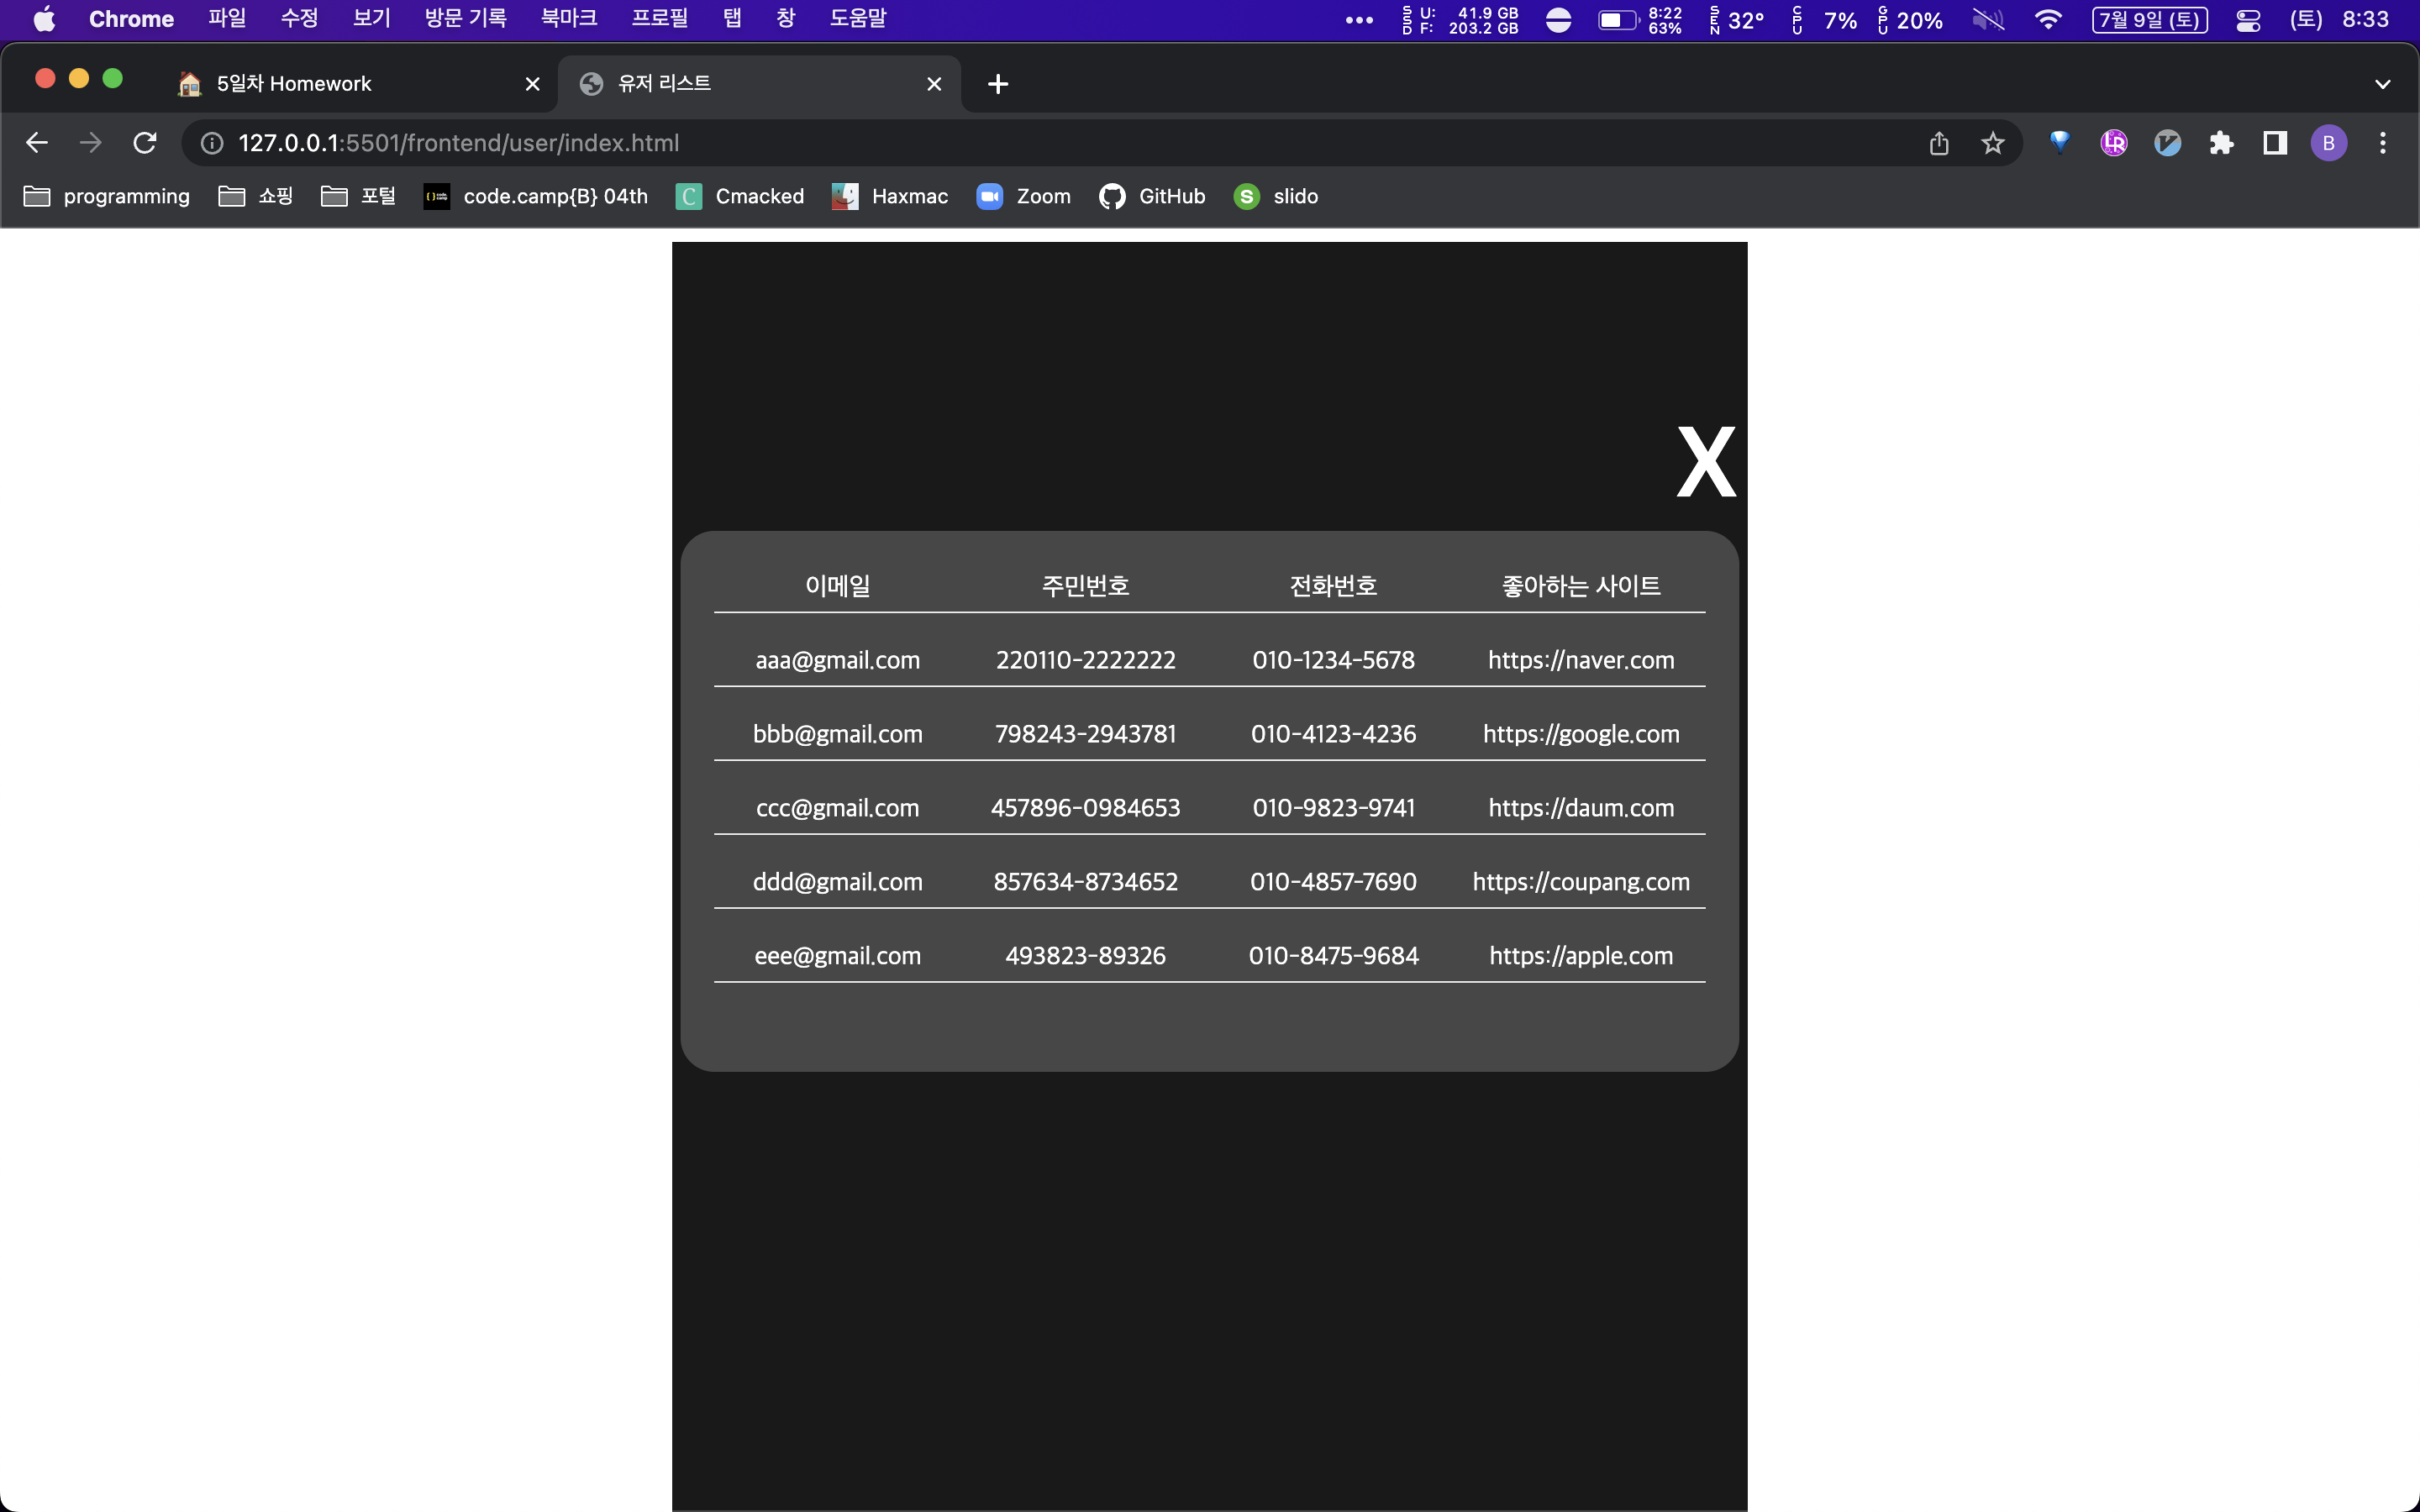 Chrome 파일 수정 보기 방문 기록 북마크 프로필 탭 창 도움말 ••• SSD U: 41.9 GB F: 203.2 GB 8:22 63% SEN 32° CPU 7% GPU 20% 7월 9일 (토) (토) 8:33
5일차 Homework 유저 리스트
127.0.0.1:5501/frontend/user/index.html B
programming 쇼핑 포털 code.camp{B} 04th C Cmacked Haxmac Zoom GitHub S slido
X
이메일 주민번호 전화번호 좋아하는 사이트
aaa@gmail.com 220110-2222222 010-1234-5678 https://naver.com
bbb@gmail.com 798243-2943781 010-4123-4236 https://google.com
ccc@gmail.com 457896-0984653 010-9823-9741 https://daum.com
ddd@gmail.com 857634-8734652 010-4857-7690 https://coupang.com
eee@gmail.com 493823-89326 010-8475-9684 https://apple.com